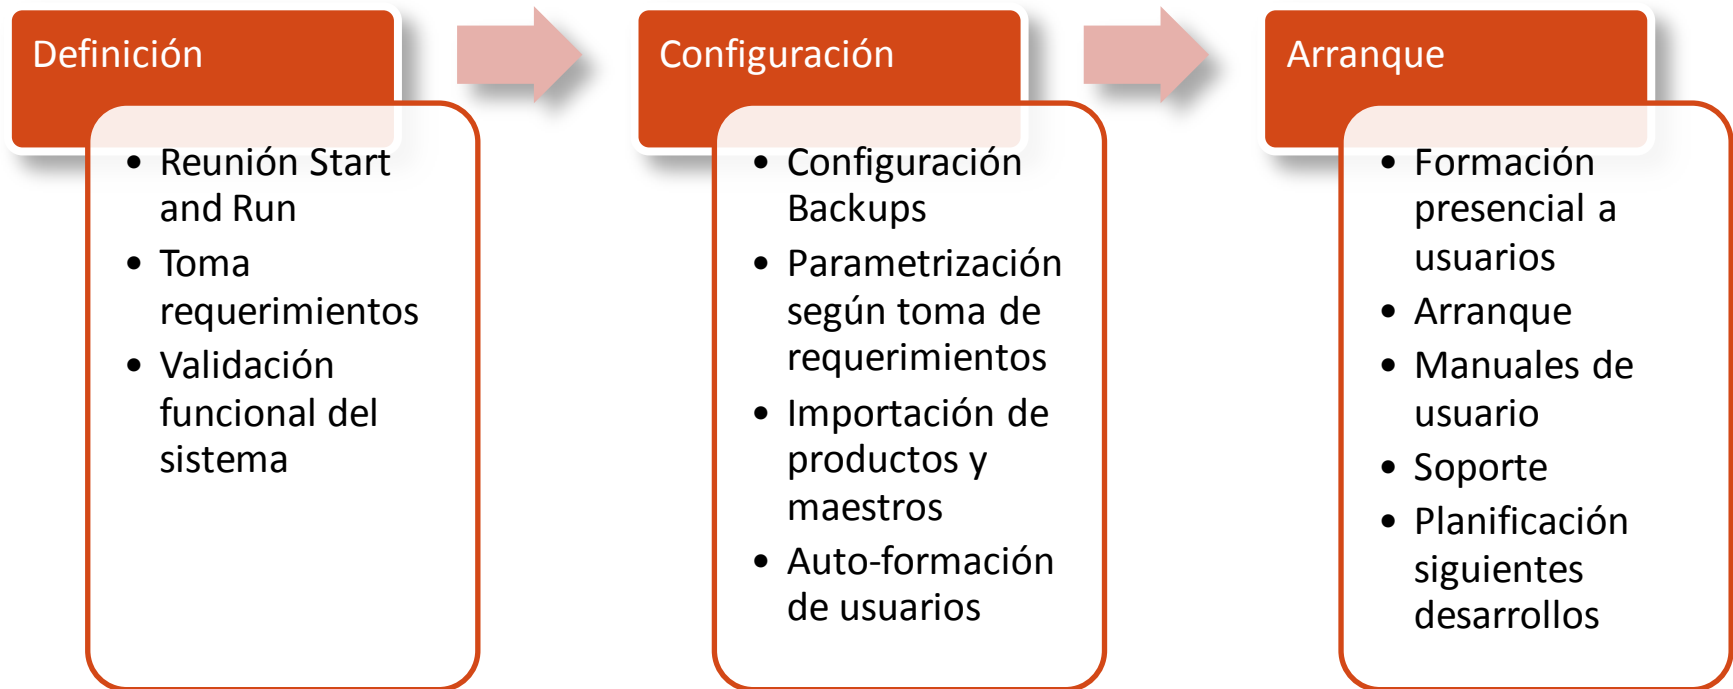 Definición
• Reunión Start
and Run
• Toma
requerimientos
• Validación
funcional del
sistema
Configuración
• Configuración
Backups
• Parametrización
según toma de
requerimientos
• Importación de
productos y
maestros
• Auto-formación
de usuarios
Arranque
• Formación
presencial a
usuarios
• Arranque
• Manuales de
usuario
• Soporte
• Planificación
siguientes
desarrollos